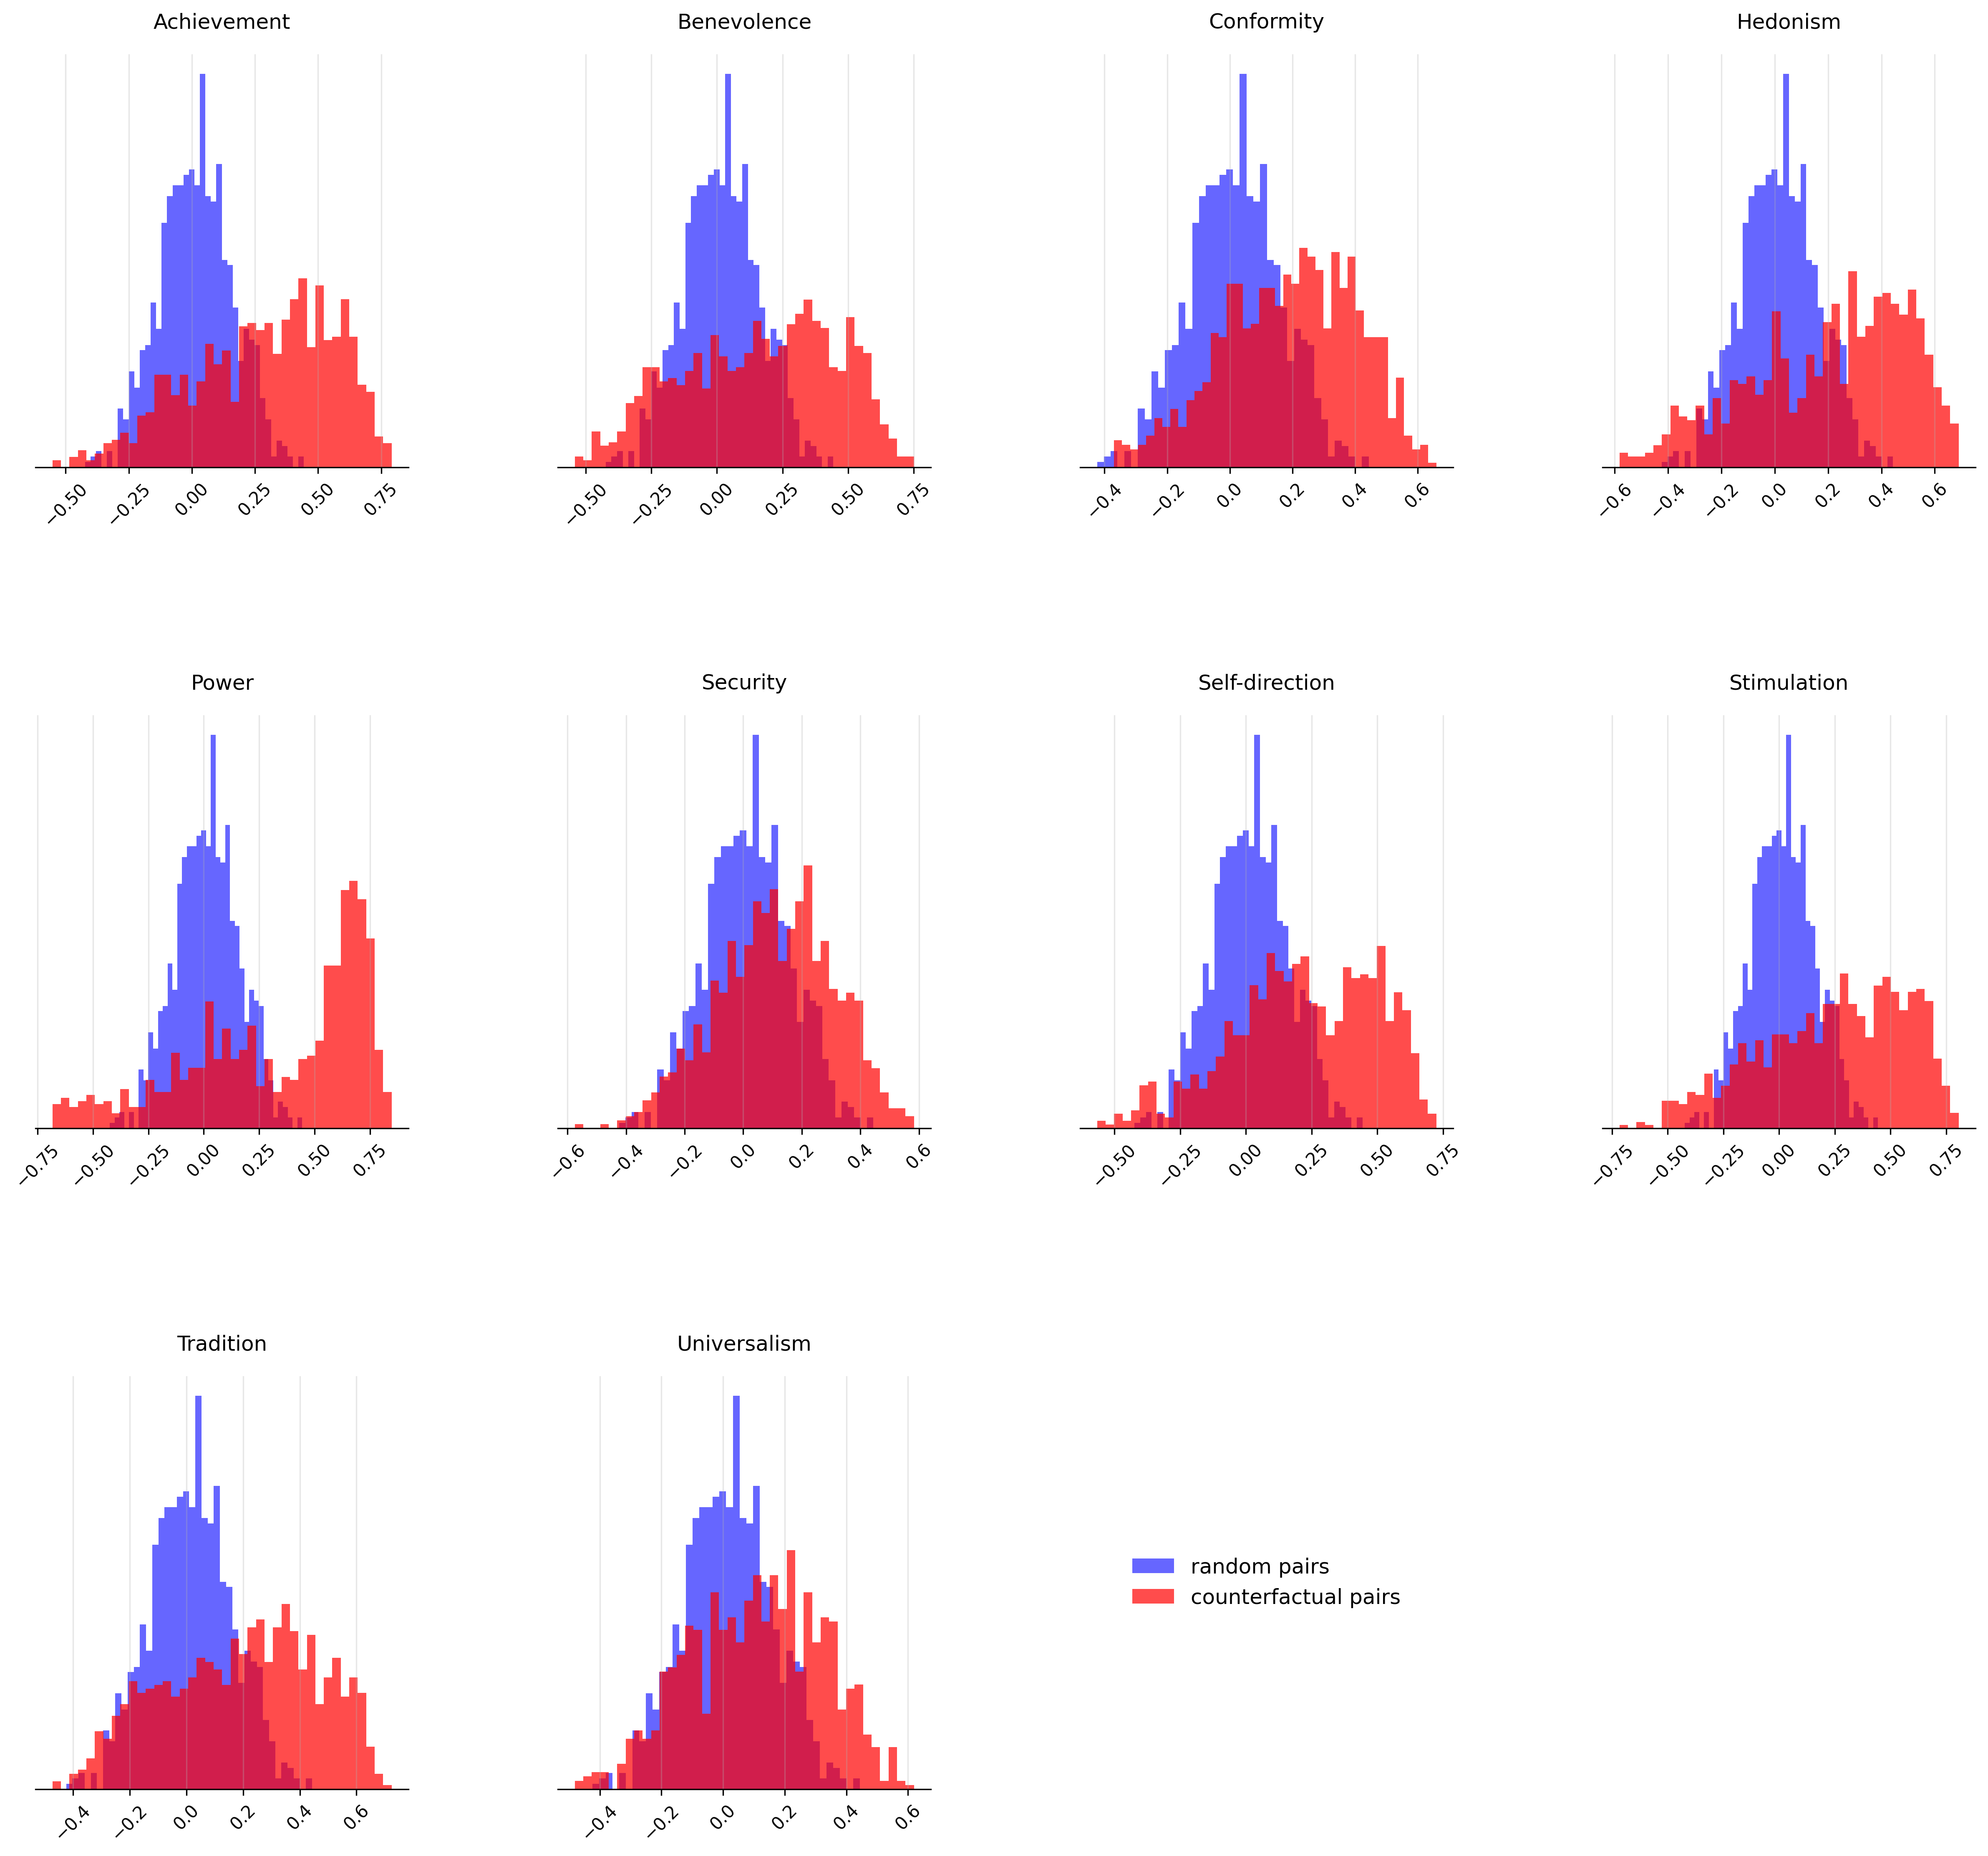 Achievement
Benevolence
Conformity
Hedonism
−0.50 −0.25 0.00 0.25 0.50 0.75
−0.50 −0.25 0.00 0.25 0.50 0.75
−0.4 −0.2 0.0 0.2 0.4 0.6
−0.6 −0.4 −0.2 0.0 0.2 0.4 0.6
Power
Security
Self-direction
Stimulation
−0.75 −0.50 −0.25 0.00 0.25 0.50 0.75
−0.6 −0.4 −0.2 0.0 0.2 0.4 0.6
−0.50 −0.25 0.00 0.25 0.50 0.75
−0.75 −0.50 −0.25 0.00 0.25 0.50 0.75
Tradition
Universalism
random pairs
counterfactual pairs
−0.4 −0.2 0.0 0.2 0.4 0.6
−0.4 −0.2 0.0 0.2 0.4 0.6